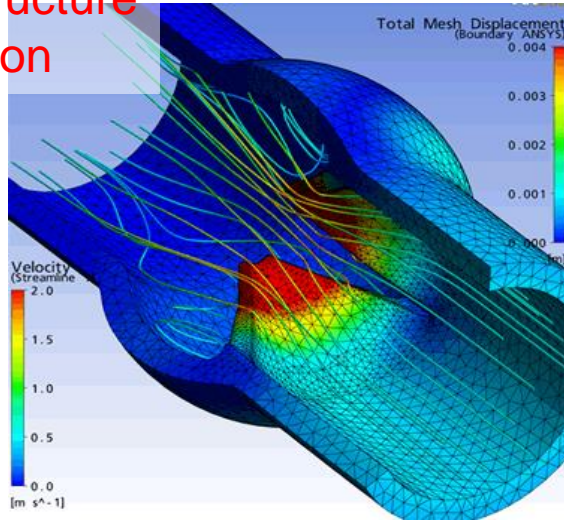 ucture
on
Total Mesh Displacement
(Boundary ANSYS)
0.004
0.003
0.002
0.001
0.000
[m]
Velocity
(Streamline
2.0
1.5
1.0
0.5
0.0
[m s^-1]